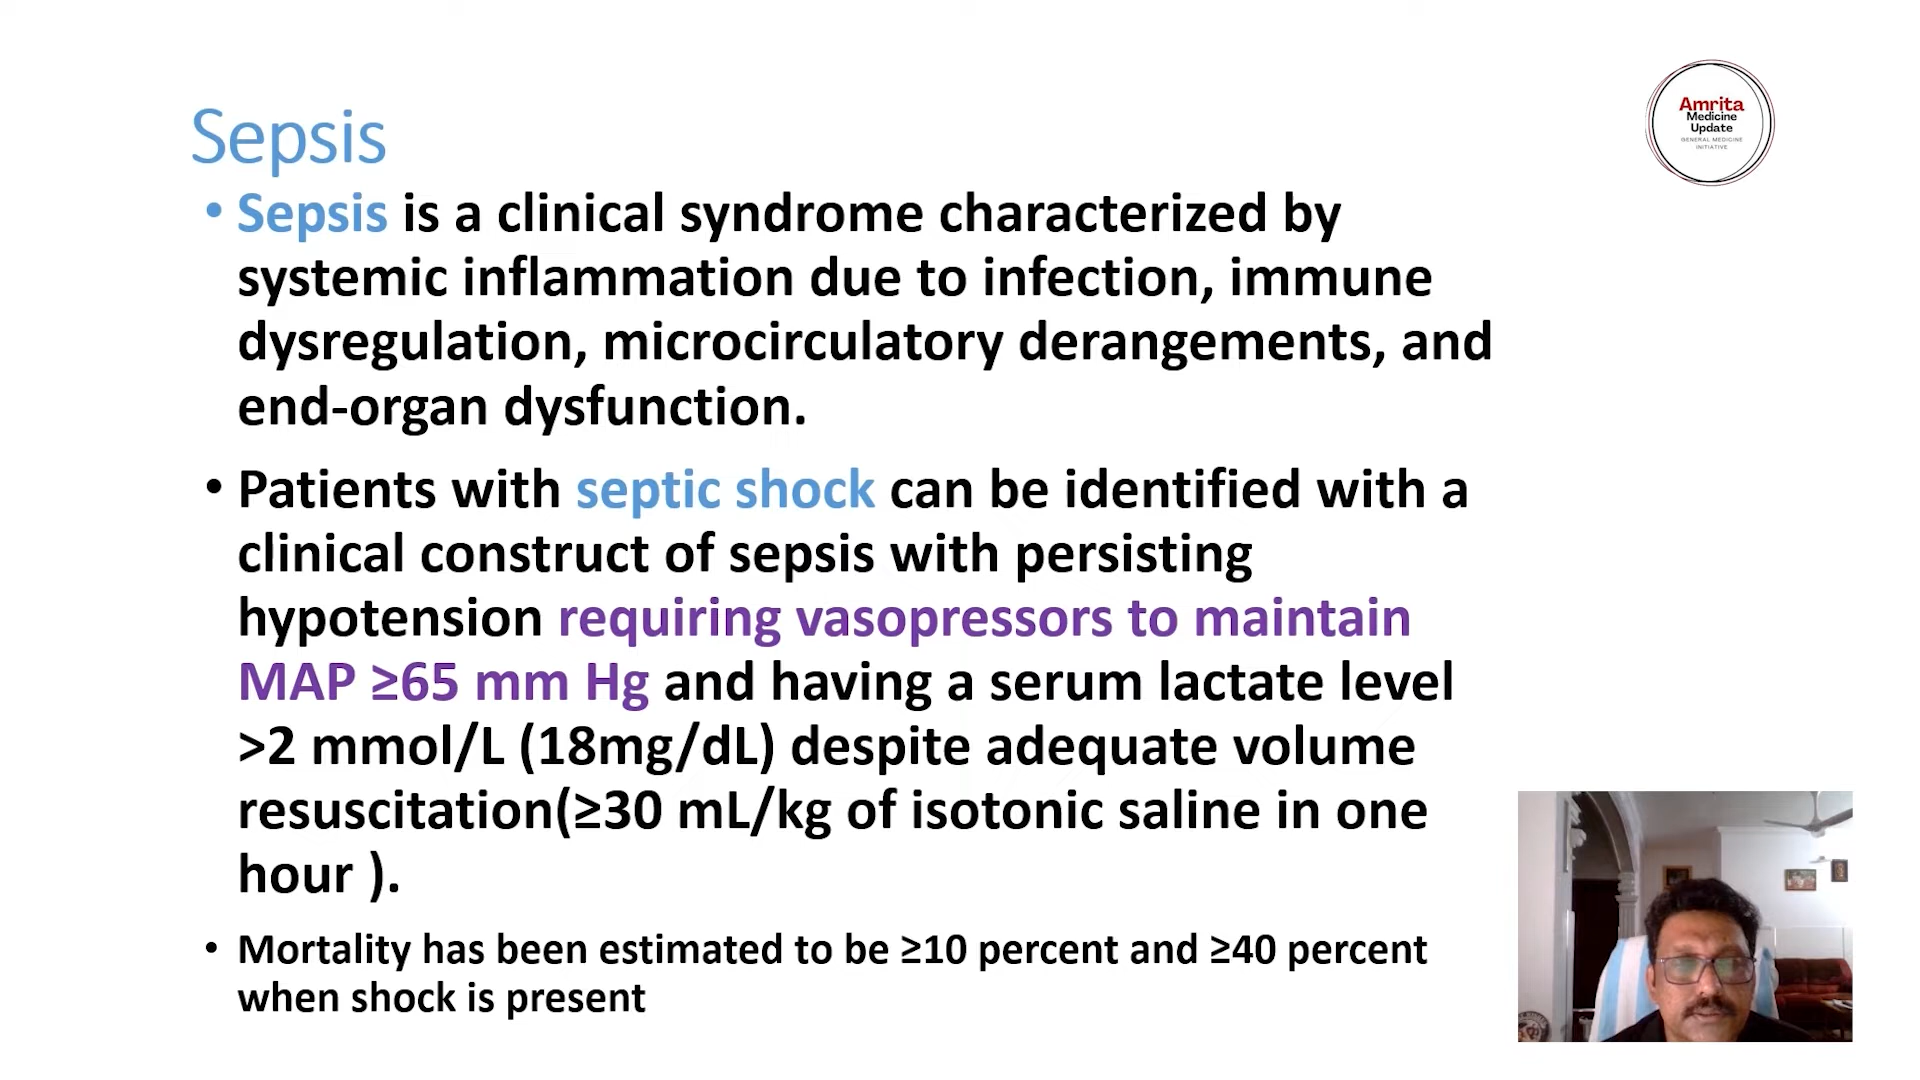 Sepsis
• Sepsis is a clinical syndrome characterized by
systemic inflammation due to infection, immune
dysregulation, microcirculatory derangements, and
end-organ dysfunction.
• Patients with septic shock can be identified with a
clinical construct of sepsis with persisting
hypotension requiring vasopressors to maintain
MAP ≥65 mm Hg and having a serum lactate level
>2 mmol/L (18mg/dL) despite adequate volume
resuscitation(≥30 mL/kg of isotonic saline in one
hour ).
• Mortality has been estimated to be ≥10 percent and ≥40 percent
when shock is present
Amrita
Medicine
Update
GENERAL MEDICINE
INITIATIVE